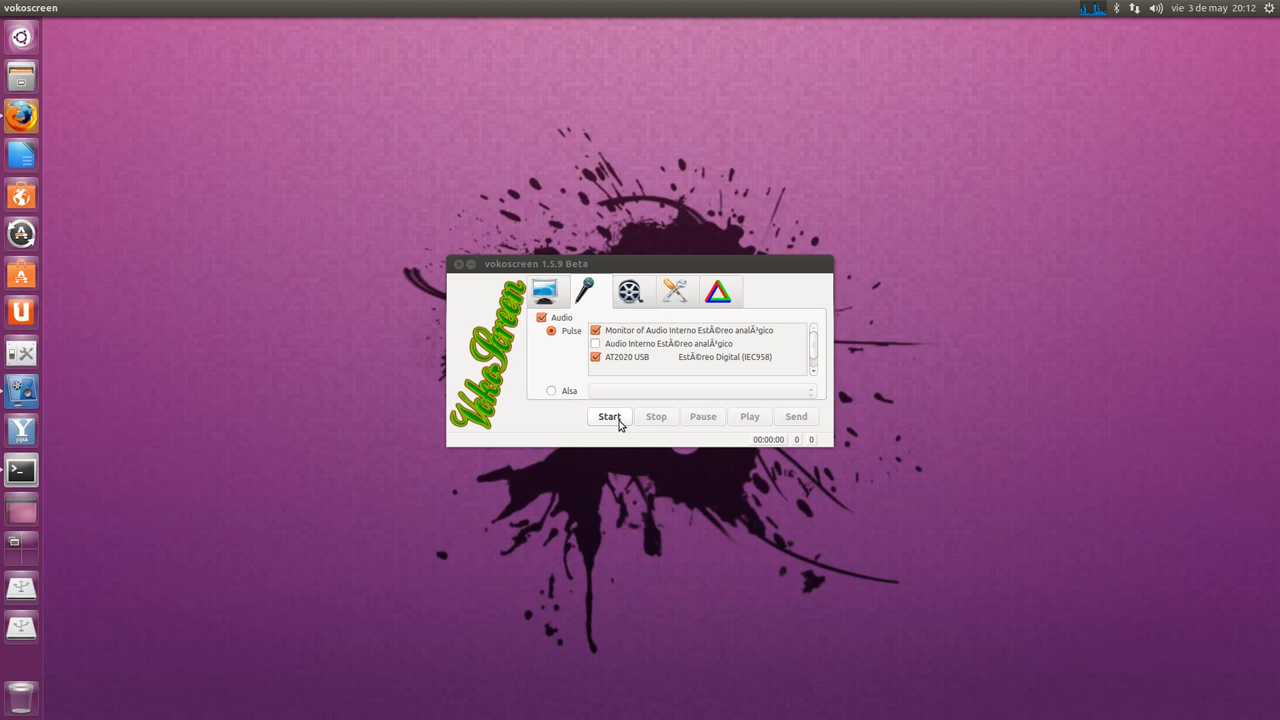 vokoscreen
vie 3 de may 20:12
vokoscreen 1.5.9 Beta
VokoScreen
Audio
Pulse
Monitor of Audio Interno EstÃ©reo analÃ³gico
Audio Interno EstÃ©reo analÃ³gico
AT2020 USB EstÃ©reo Digital (IEC958)
Alsa
Start Stop Pause Play Send
00:00:00 0 0
A
A
U
Y
ppa
>_